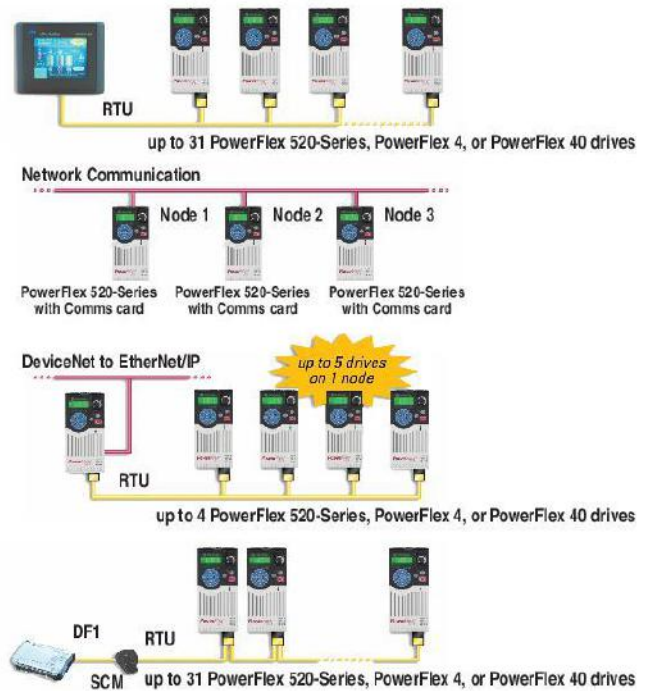 RTU
up to 31 PowerFlex 520-Series, PowerFlex 4, or PowerFlex 40 drives
Network Communication
Node 1 Node 2 Node 3
PowerFlex 520-Series PowerFlex 520-Series PowerFlex 520-Series
with Comms card with Comms card with Comms card
DeviceNet to EtherNet/IP
up to 5 drives
on 1 node
RTU
up to 4 PowerFlex 520-Series, PowerFlex 4, or PowerFlex 40 drives
DF1 RTU
SCM up to 31 PowerFlex 520-Series, PowerFlex 4, or PowerFlex 40 drives